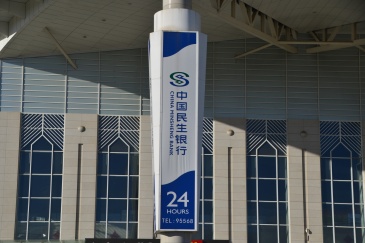 中国民生银行
CHINA MINSHENG BANK
24
HOURS
TEL:95568